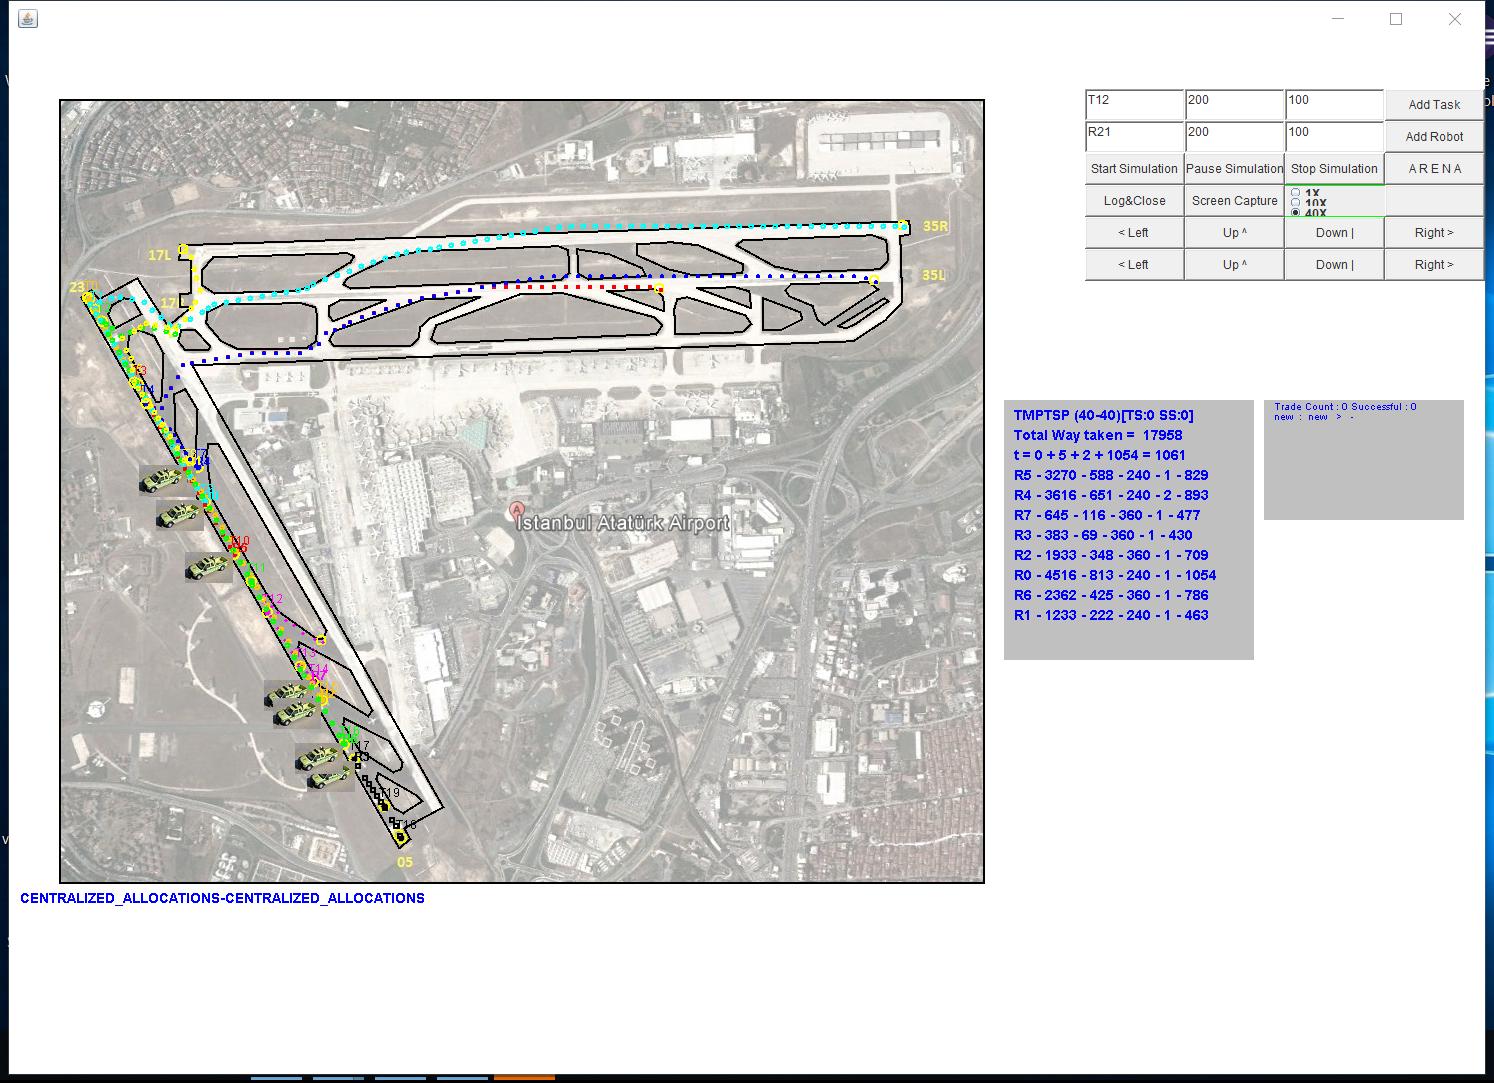 T12 200 100 Add Task
R21 200 100 Add Robot
Start Simulation Pause Simulation Stop Simulation A R E N A
Log&Close Screen Capture
1X
10X
40X
< Left Up ^ Down | Right >
< Left Up ^ Down | Right >
35R
17L
35L
23
17R
T3
T4
T10
T11
T12
T13
T14
T17
T19
T18
05
A
İstanbul Atatürk Airport
TMPTSP (40-40)[TS:0 SS:0]
Total Way taken = 17958
t = 0 + 5 + 2 + 1054 = 1061
R5 - 3270 - 588 - 240 - 1 - 829
R4 - 3616 - 651 - 240 - 2 - 893
R7 - 645 - 116 - 360 - 1 - 477
R3 - 383 - 69 - 360 - 1 - 430
R2 - 1933 - 348 - 360 - 1 - 709
R0 - 4516 - 813 - 240 - 1 - 1054
R6 - 2362 - 425 - 360 - 1 - 786
R1 - 1233 - 222 - 240 - 1 - 463
Trade Count : 0 Successful : 0
new : new > -
CENTRALIZED_ALLOCATIONS-CENTRALIZED_ALLOCATIONS